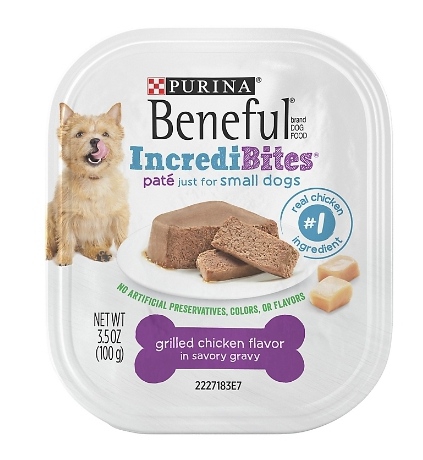 PURINA®
Beneful®
brand
DOG
FOOD
IncrediBites®
paté just for small dogs
real chicken
#1
ingredient
NO ARTIFICIAL PRESERVATIVES, COLORS, OR FLAVORS
NET WT
3.5 OZ
(100 g)
grilled chicken flavor
in savory gravy
2227183E7